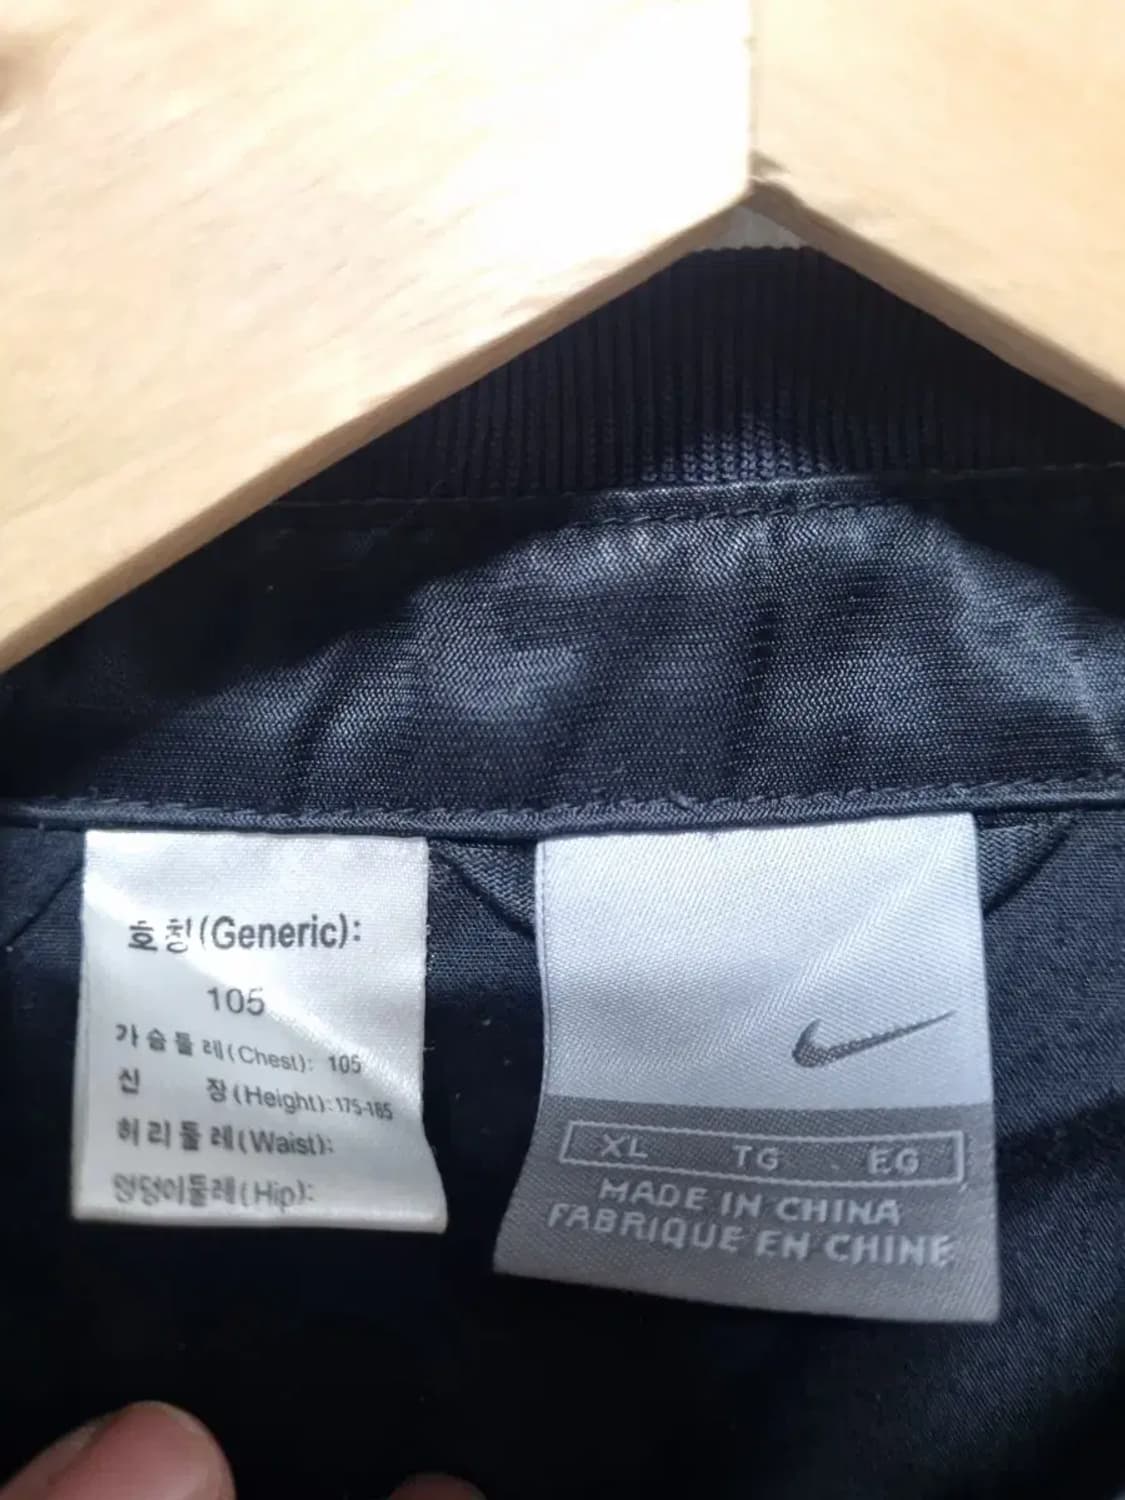 호칭(Generic):
105
가슴둘레(Chest): 105
신 장(Height):175-185
허리둘레(Waist):
엉덩이둘레(Hip):
XL TG EG
MADE IN CHINA
FABRIQUE EN CHINE